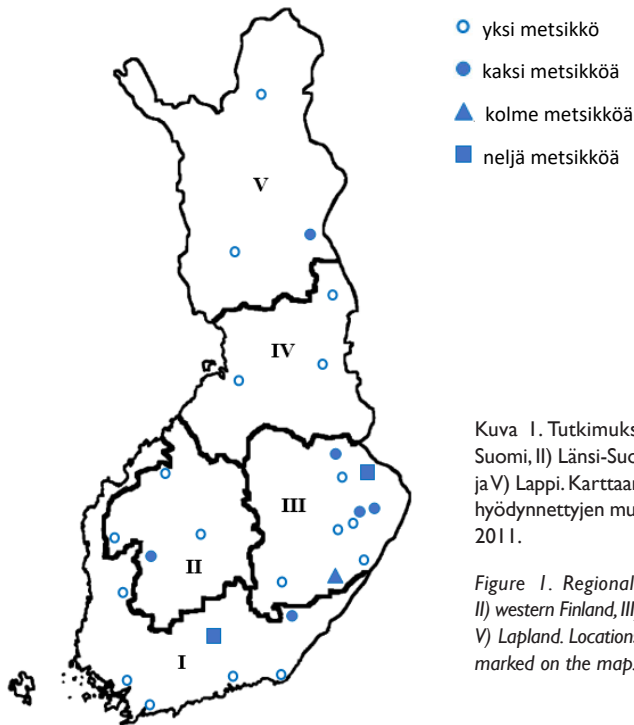 yksi metsikkö
kaksi metsikköä
kolme metsikköä
neljä metsikköä
V
IV
III
II
I
Kuva 1. Tutkimuks
Suomi, II) Länsi-Suo
ja V) Lappi. Karttaan
hyödynnettyjen mu
2011.
Figure 1. Regional
II) western Finland, III)
V) Lapland. Location
marked on the map.